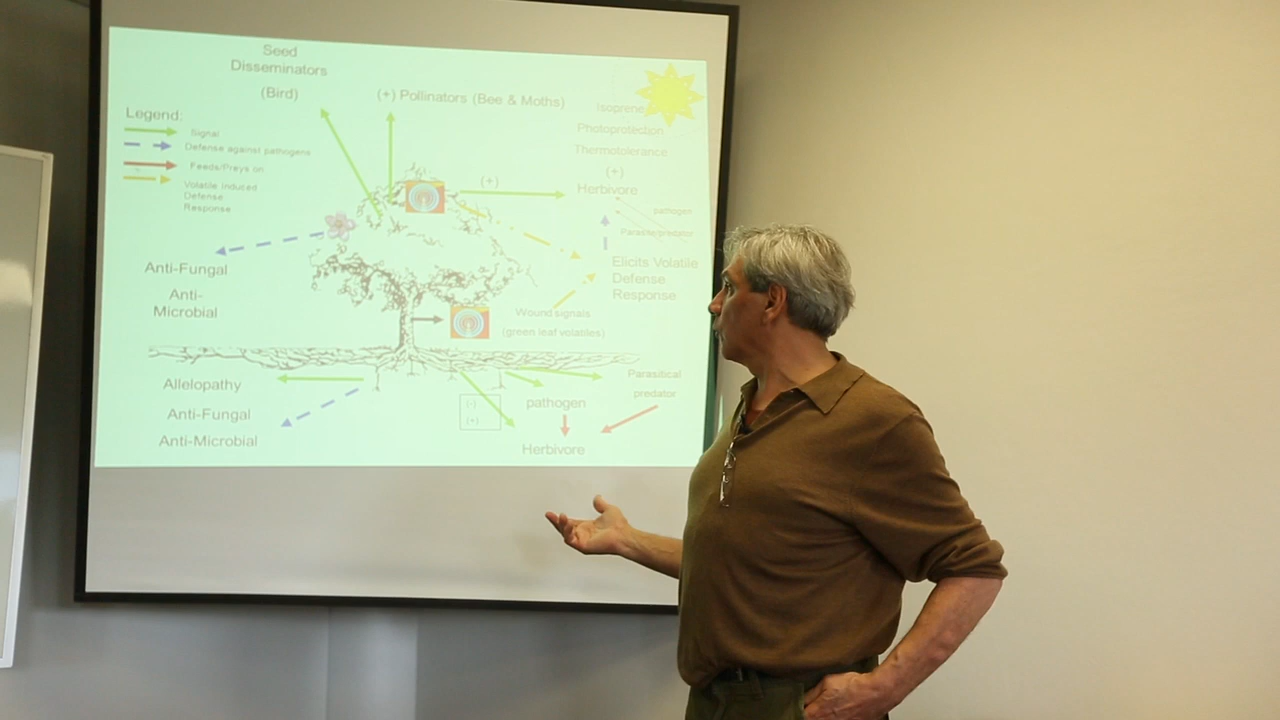 Seed
Disseminators
(Bird)
(+) Pollinators (Bee & Moths)
Legend:
Signal
Defense against pathogens
Feeds/Preys on
Volatile Induced
Defense
Response
Isoprene
Photoprotection
Thermotolerance
(+)
Herbivore
(+)
pathogen
Parasite/predator
Elicits Volatile
Defense
Response
Anti-Fungal
Anti-
Microbial
Wound signals
(green leaf volatiles)
Allelopathy
Anti-Fungal
Anti-Microbial
(-)
(+)
pathogen
Herbivore
Parasitical
predator